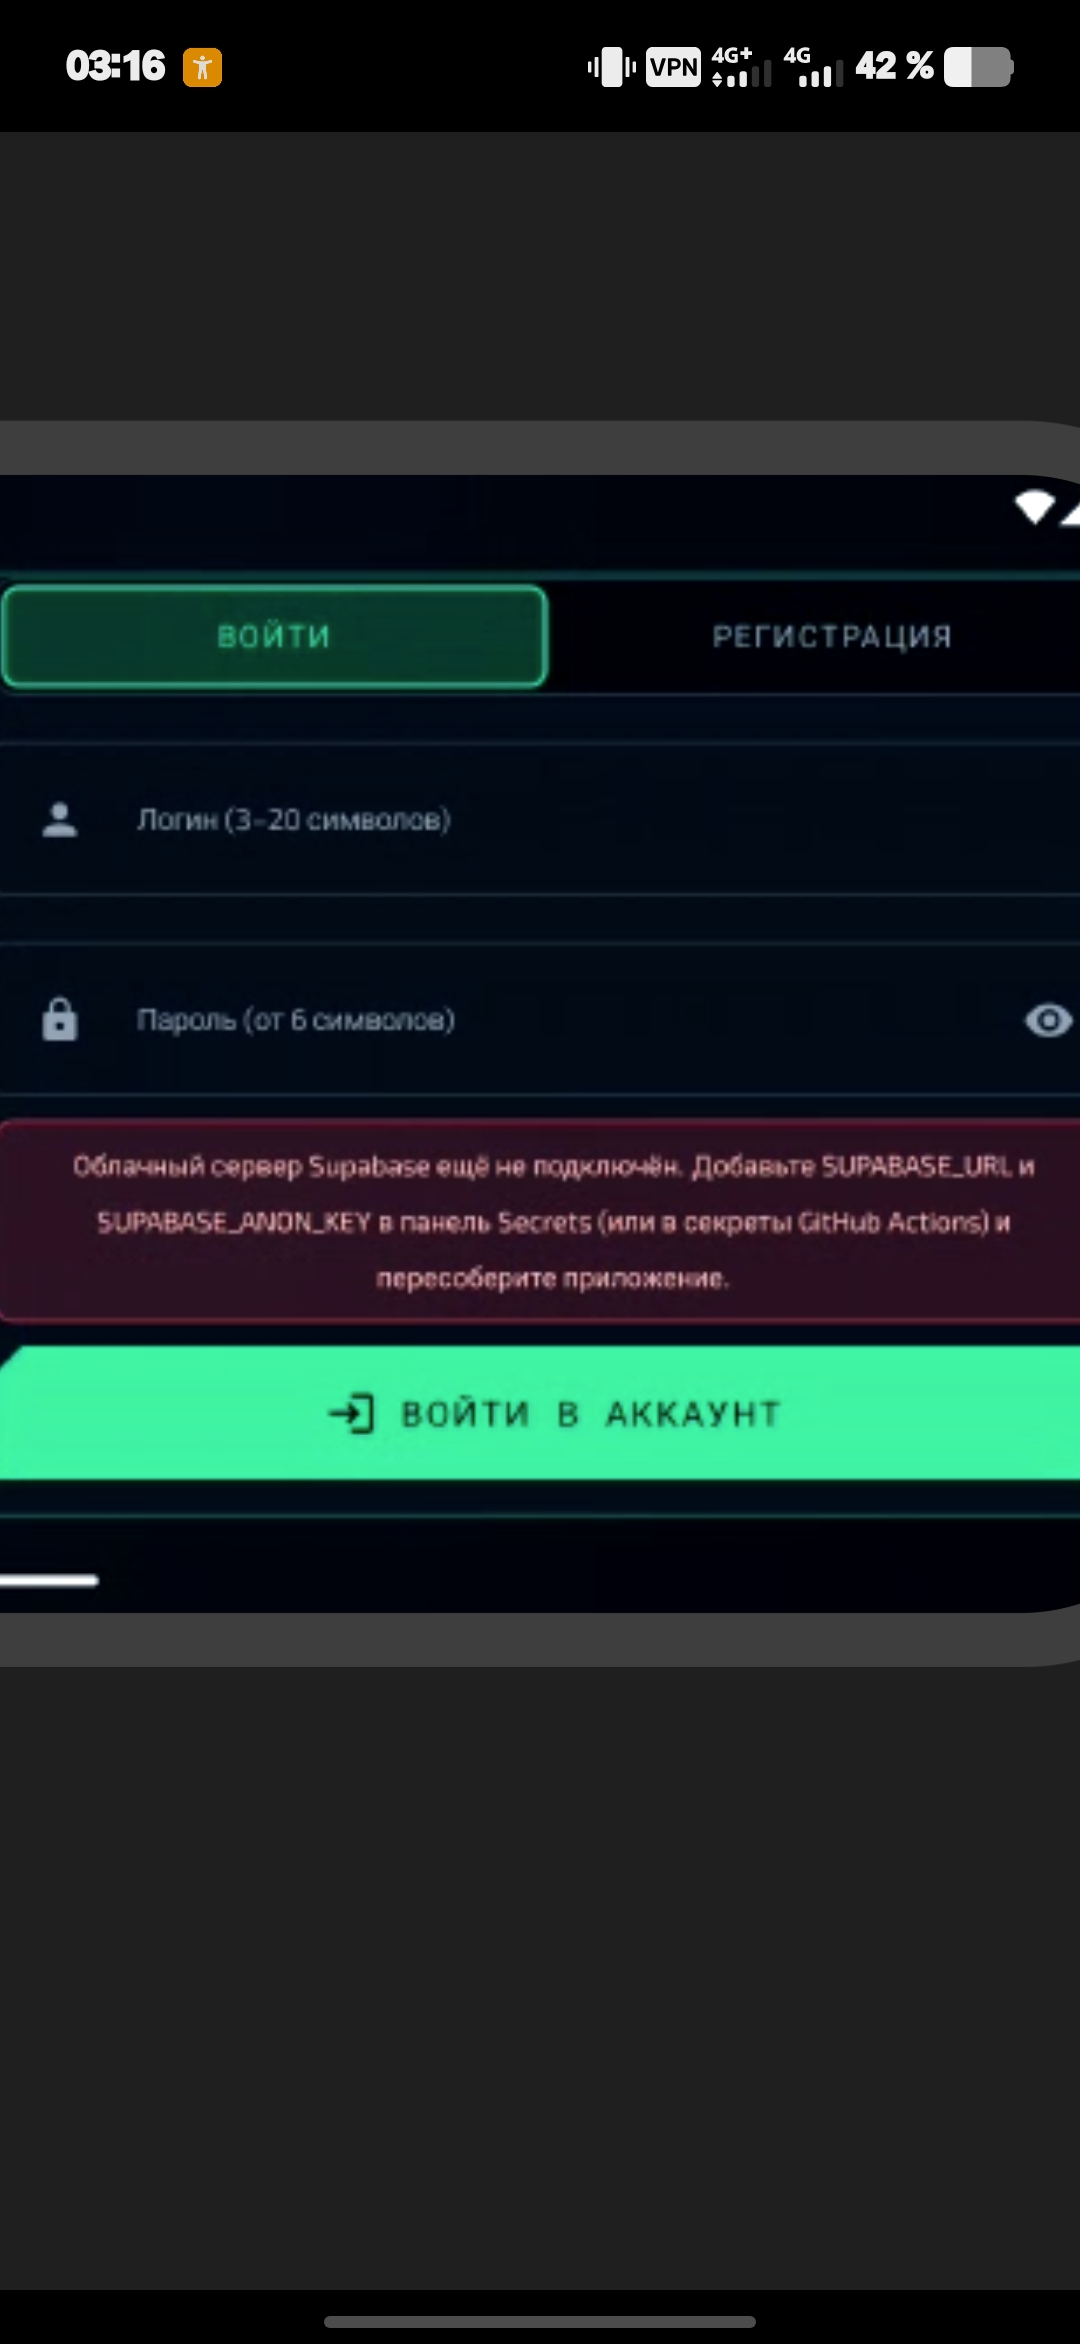 03:16
VPN 4G+ 4G 42 %
ВОЙТИ РЕГИСТРАЦИЯ
Логин (3–20 символов)
Пароль (от 6 символов)
Облачный сервер Supabase ещё не подключён. Добавьте SUPABASE_URL и
SUPABASE_ANON_KEY в панель Secrets (или в секреты GitHub Actions) и
пересоберите приложение.
ВОЙТИ В АККАУНТ